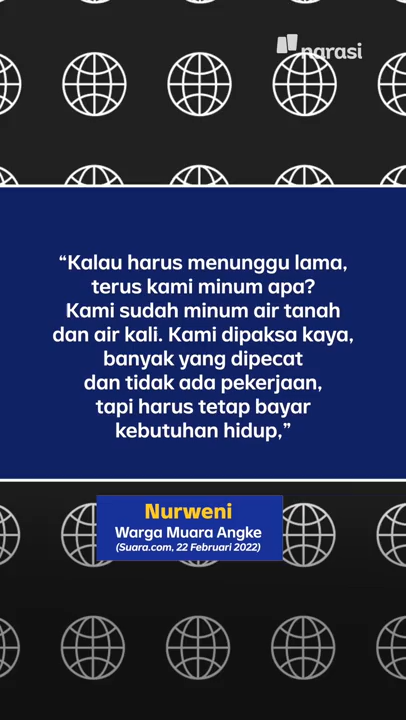 narasi
“Kalau harus menunggu lama,
terus kami minum apa?
Kami sudah minum air tanah
dan air kali. Kami dipaksa kaya,
banyak yang dipecat
dan tidak ada pekerjaan,
tapi harus tetap bayar
kebutuhan hidup,”
Nurweni
Warga Muara Angke
(Suara.com, 22 Februari 2022)